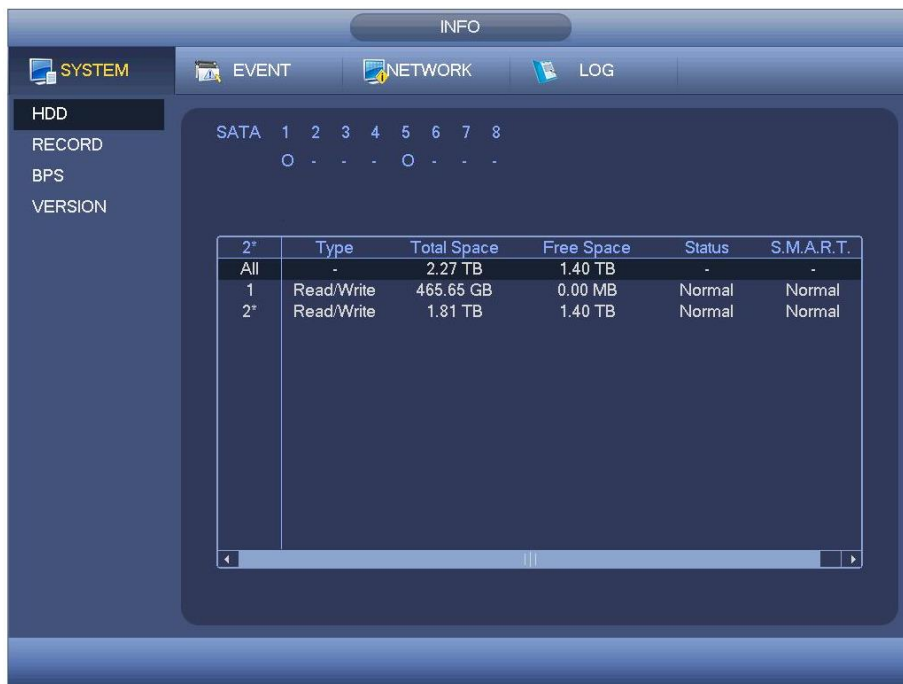 INFO
SYSTEM EVENT NETWORK LOG
HDD
RECORD
BPS
VERSION
SATA 1 2 3 4 5 6 7 8
O - - - O - - -
2* Type Total Space Free Space Status S.M.A.R.T.
All - 2.27 TB 1.40 TB - -
1 Read/Write 465.65 GB 0.00 MB Normal Normal
2* Read/Write 1.81 TB 1.40 TB Normal Normal